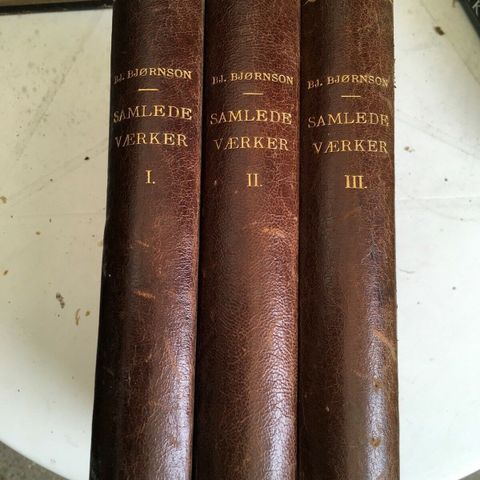 BJ. BJØRNSON
SAMLEDE
VÆRKER
I.
BJ. BJØRNSON
SAMLEDE
VÆRKER
II.
BJ. BJØRNSON
SAMLEDE
VÆRKER
III.